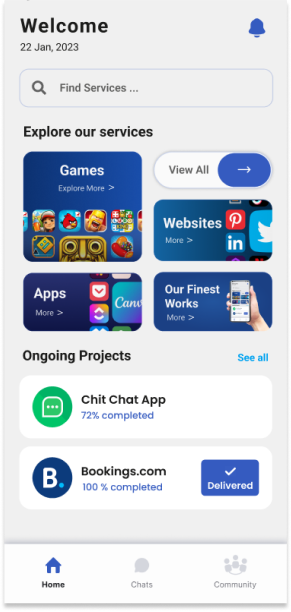 Welcome
22 Jan, 2023
Find Services ...
Explore our services
Games
Explore More >
View All →
Websites
More >
in
Apps
More >
Canv
Our Finest
Works
More >
Ongoing Projects
See all
Chit Chat App
72% completed
B.
Bookings.com
100 % completed
Delivered
Home
Chats
Community